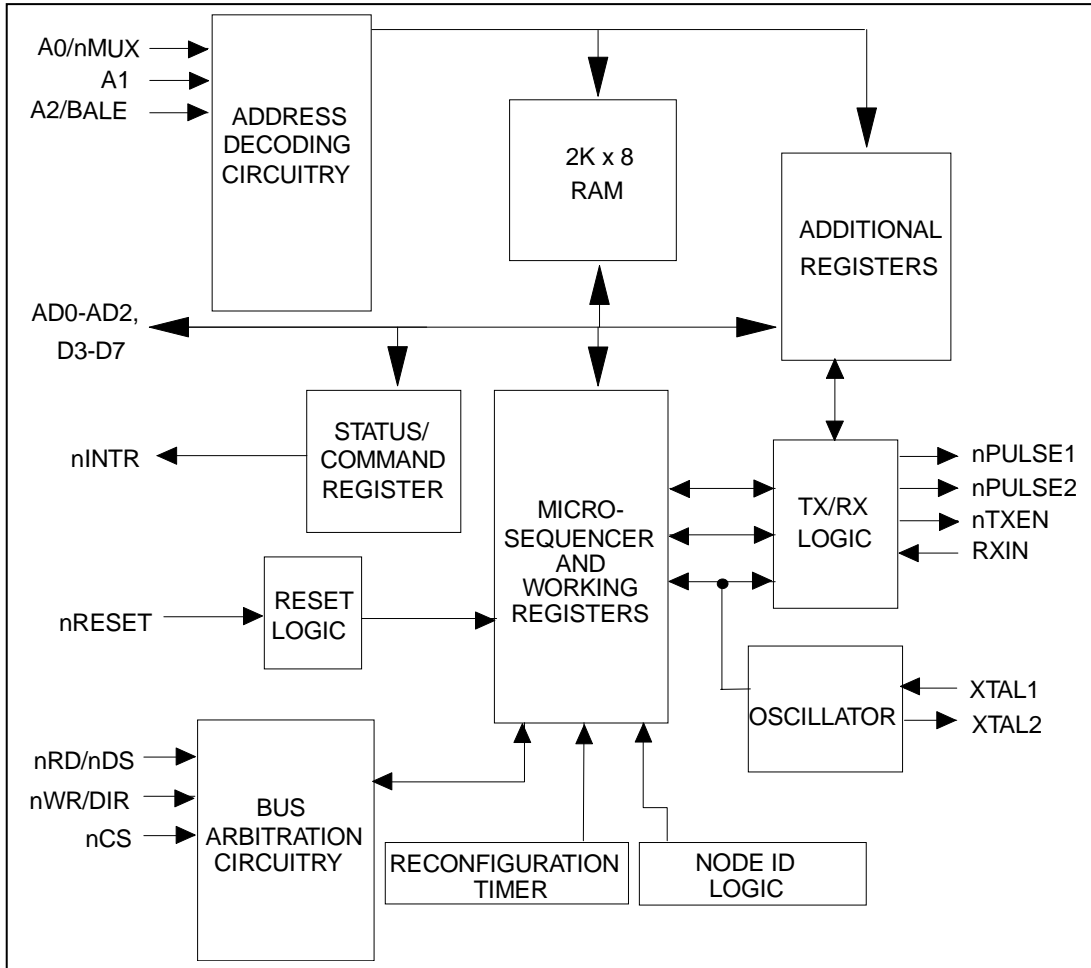 A0/nMUX
A1
A2/BALE
ADDRESS
DECODING
CIRCUITRY
2K x 8
RAM
ADDITIONAL
REGISTERS
AD0-AD2,
D3-D7
nINTR
STATUS/
COMMAND
REGISTER
MICRO-
SEQUENCER
AND
WORKING
REGISTERS
TX/RX
LOGIC
nPULSE1
nPULSE2
nTXEN
RXIN
nRESET
RESET
LOGIC
OSCILLATOR
XTAL1
XTAL2
nRD/nDS
nWR/DIR
nCS
BUS
ARBITRATION
CIRCUITRY
RECONFIGURATION
TIMER
NODE ID
LOGIC